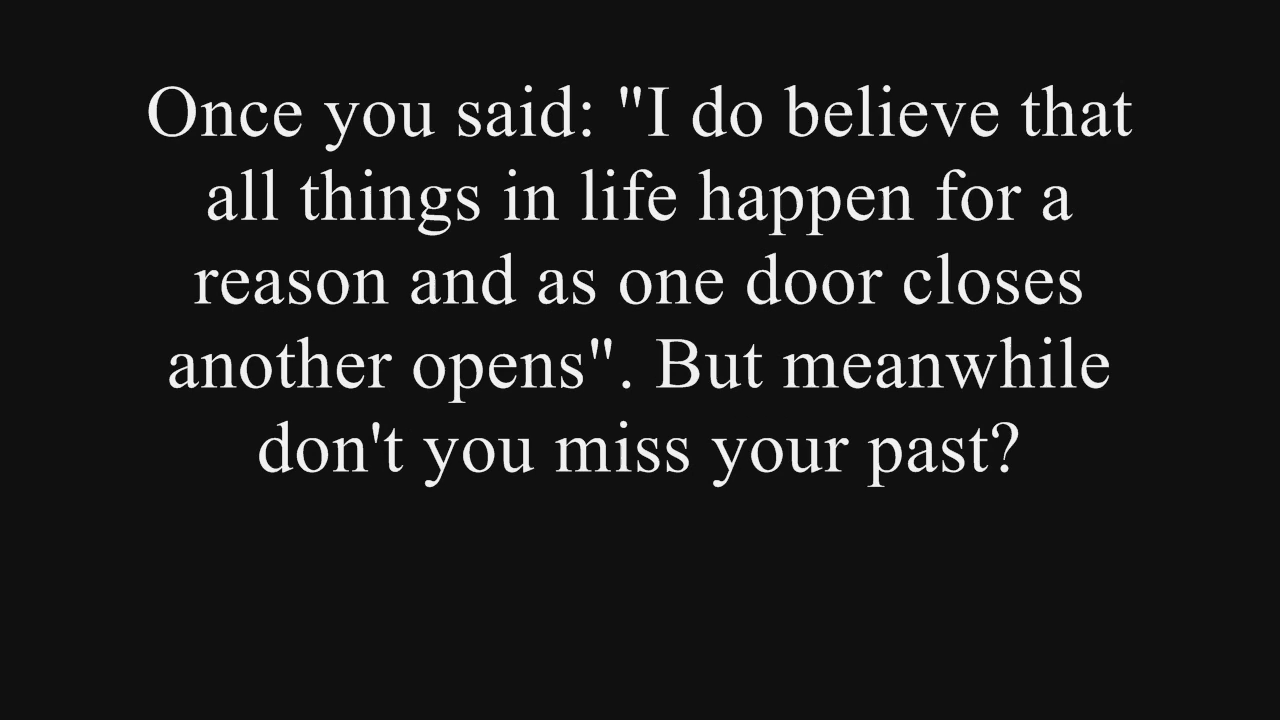 Once you said: "I do believe that
all things in life happen for a
reason and as one door closes
another opens". But meanwhile
don't you miss your past?